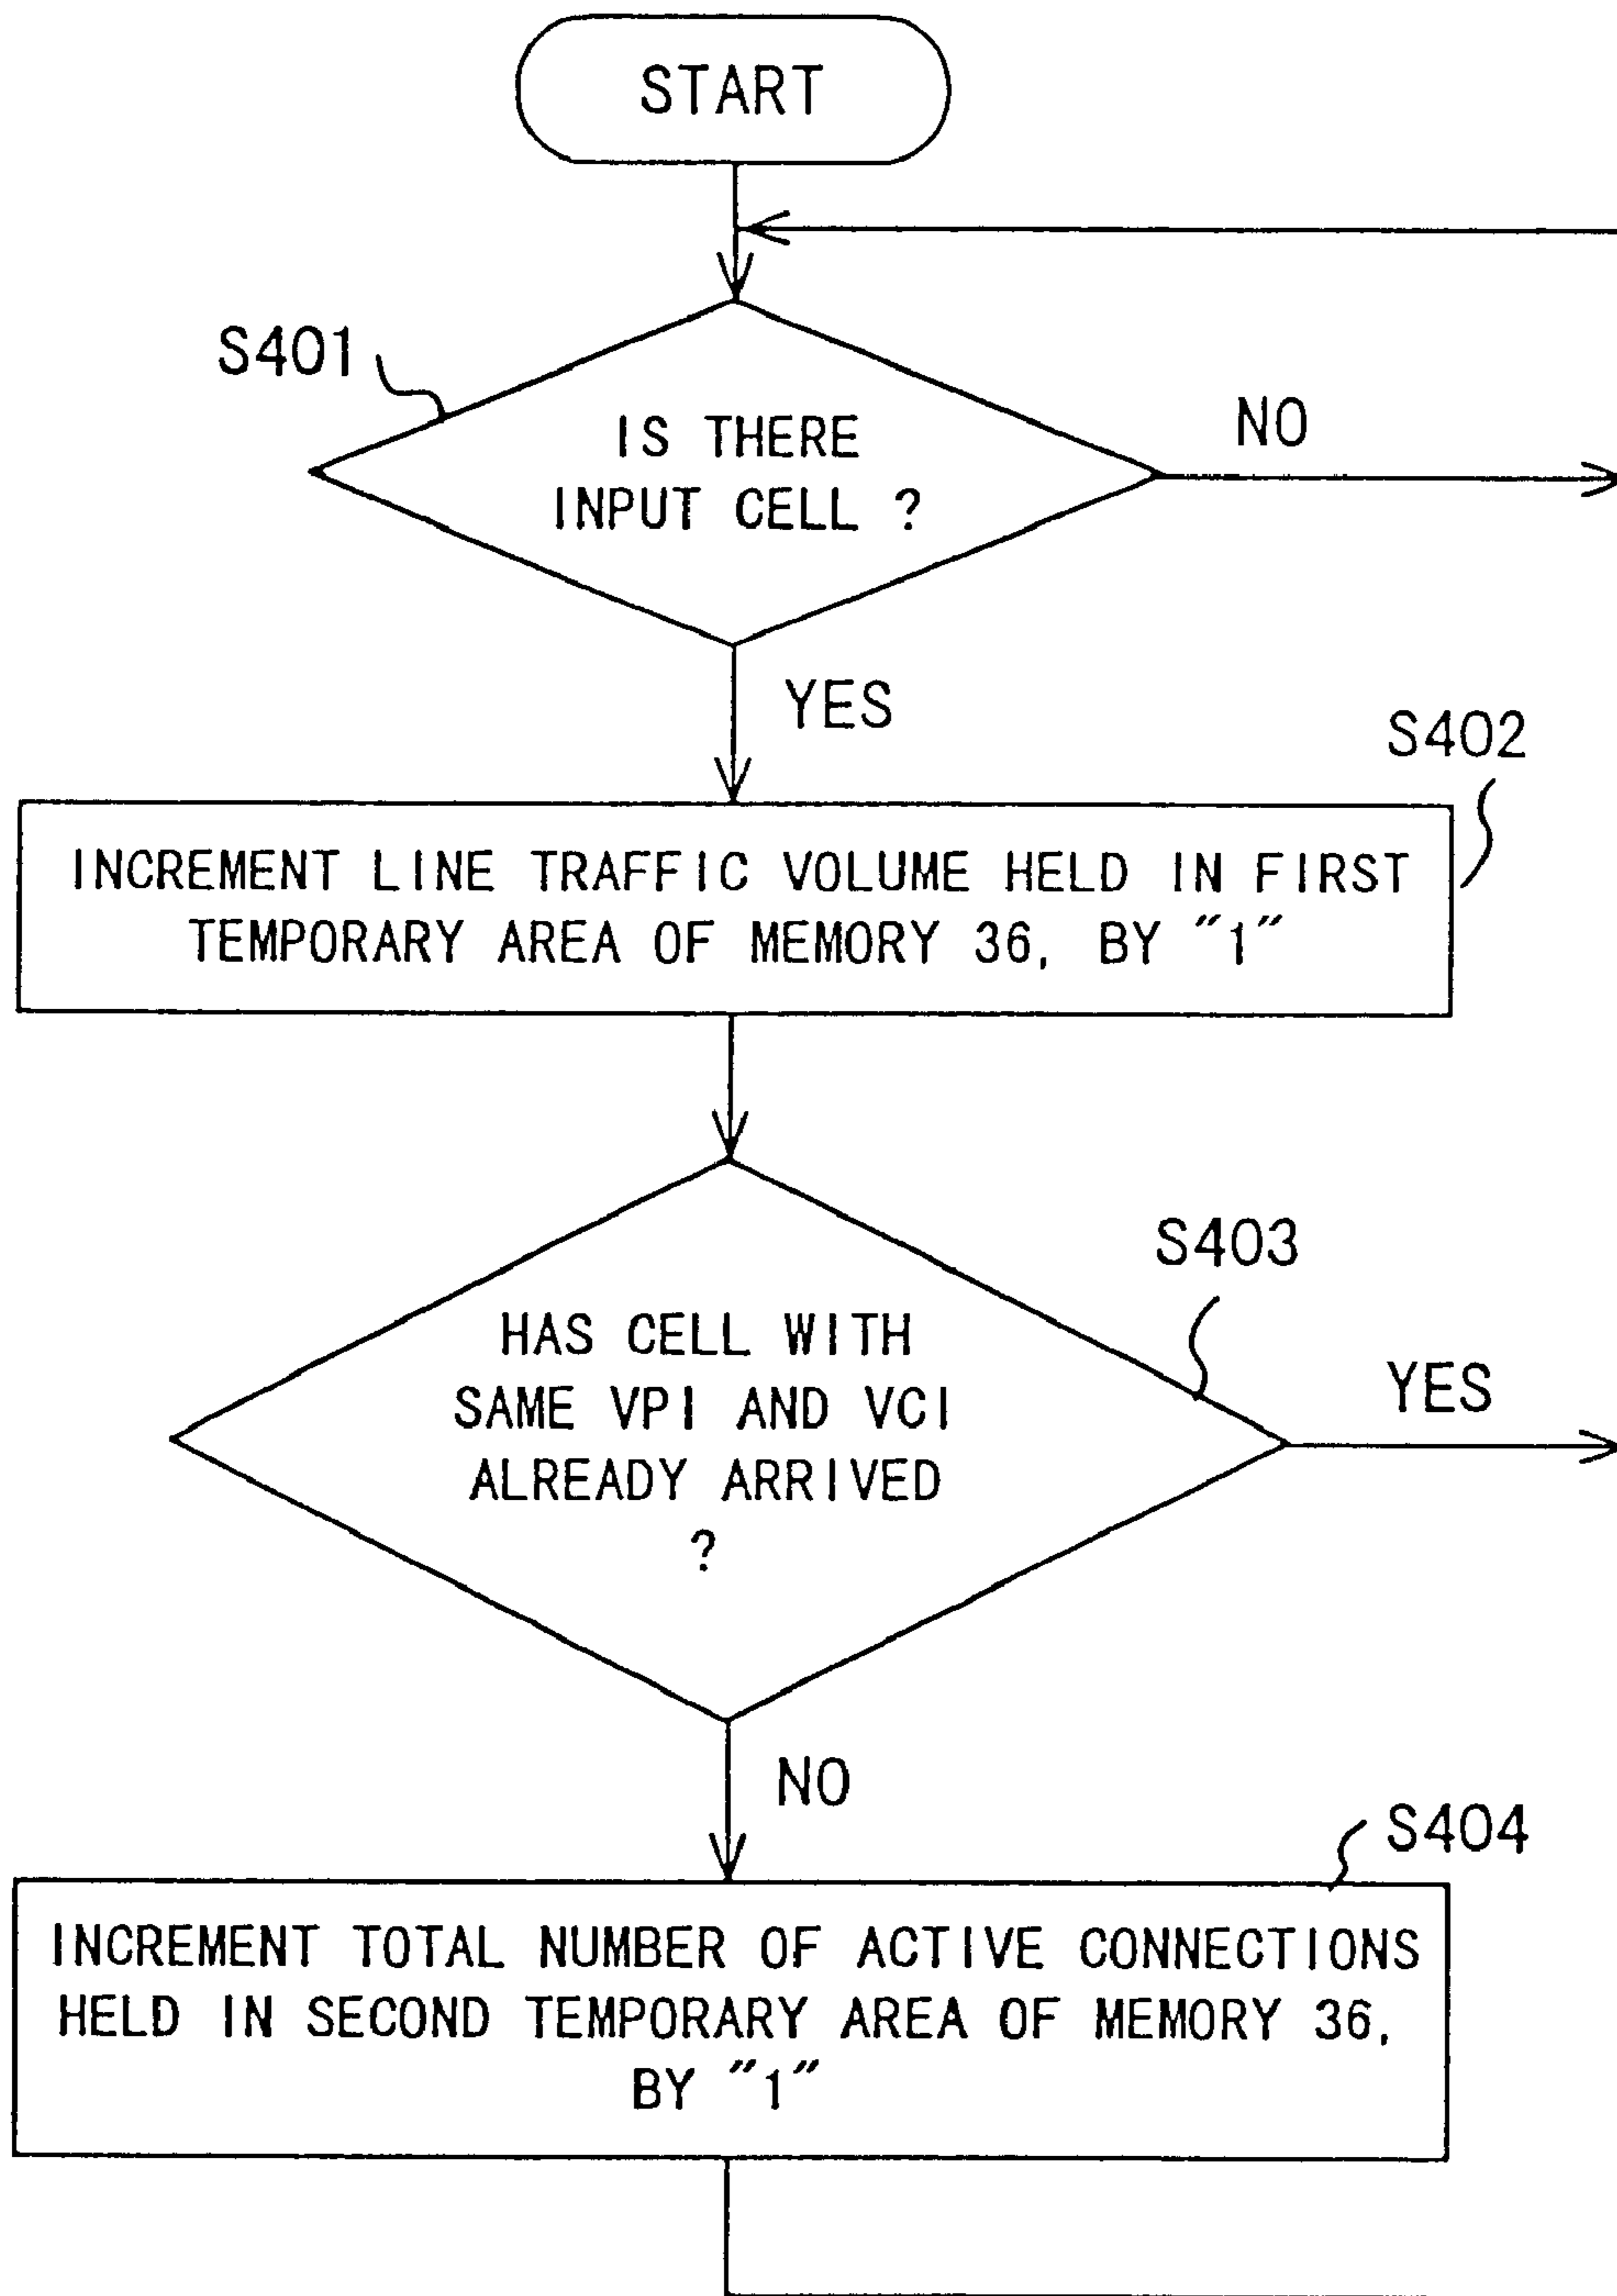 START
S401
IS THERE
INPUT CELL ?
NO
YES
S402
INCREMENT LINE TRAFFIC VOLUME HELD IN FIRST
TEMPORARY AREA OF MEMORY 36, BY "1"
S403
HAS CELL WITH
SAME VPI AND VCI
ALREADY ARRIVED
?
YES
NO
S404
INCREMENT TOTAL NUMBER OF ACTIVE CONNECTIONS
HELD IN SECOND TEMPORARY AREA OF MEMORY 36,
BY "1"